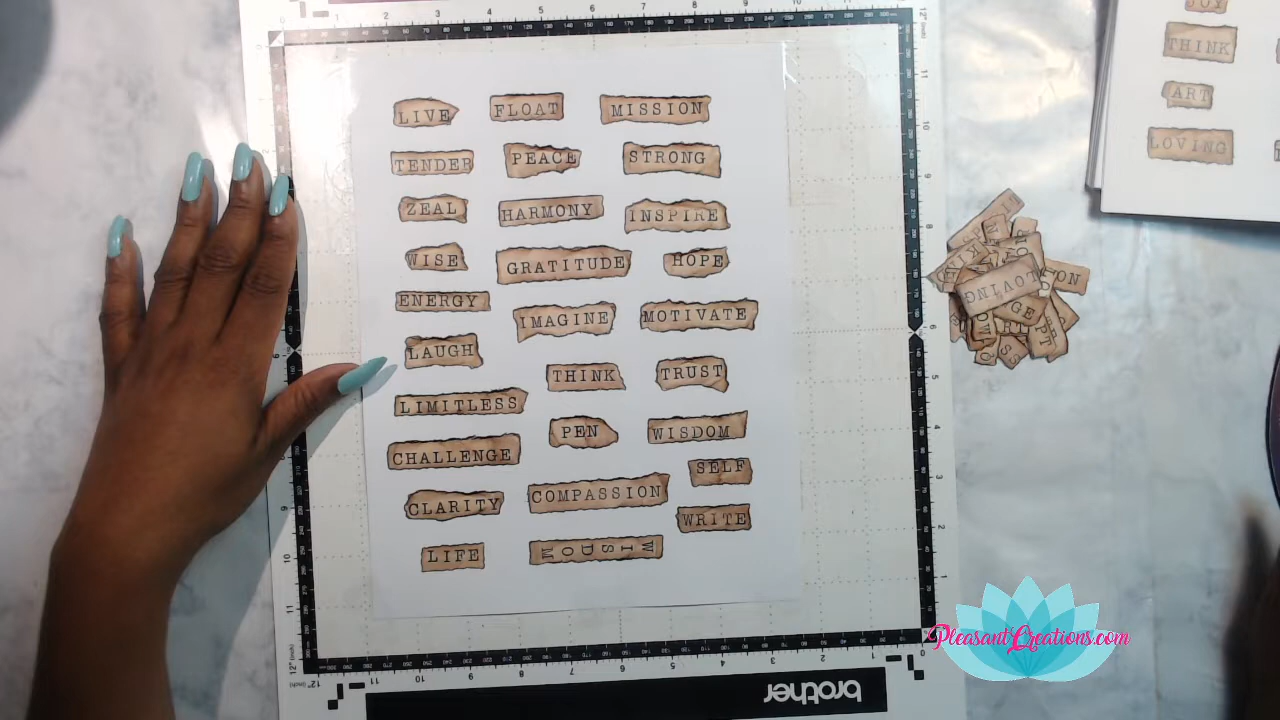 LIVE FLOAT MISSION
TENDER PEACE STRONG
ZEAL HARMONY INSPIRE
WISE GRATITUDE HOPE
ENERGY IMAGINE MOTIVATE
LAUGH THINK TRUST
LIMITLESS PEN WISDOM
CHALLENGE SELF
CLARITY COMPASSION WRITE
LIFE WISDOM
JOY
THINK
ART
LOVING
LOVING
PleasantCreations.com
brother